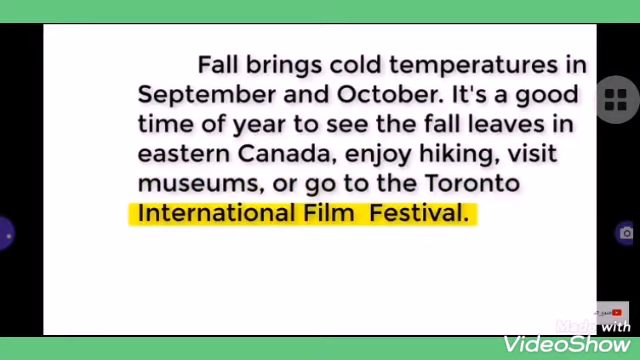 Fall brings cold temperatures in
September and October. It's a good
time of year to see the fall leaves in
eastern Canada, enjoy hiking, visit
museums, or go to the Toronto
International Film Festival.
Made with
VideoShow